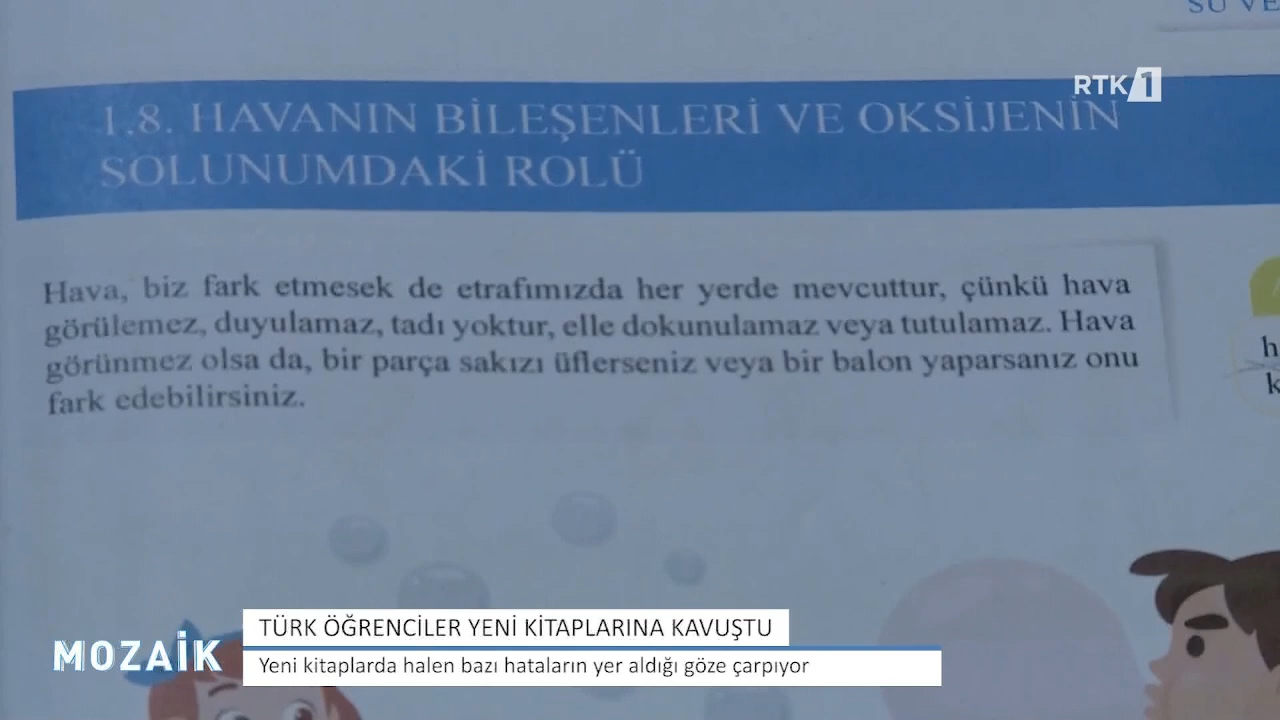 SU VE
RTK 1
1.8. HAVANIN BİLEŞENLERİ VE OKSİJENİN
SOLUNUMDAKİ ROLÜ
Hava, biz fark etmesek de etrafımızda her yerde mevcuttur, çünkü hava
görülemez, duyulamaz, tadı yoktur, elle dokunulamaz veya tutulamaz. Hava
görünmez olsa da, bir parça sakızı üflerseniz veya bir balon yaparsanız onu
fark edebilirsiniz.
MOZAİK
TÜRK ÖĞRENCİLER YENİ KİTAPLARINA KAVUŞTU
Yeni kitaplarda halen bazı hataların yer aldığı göze çarpıyor